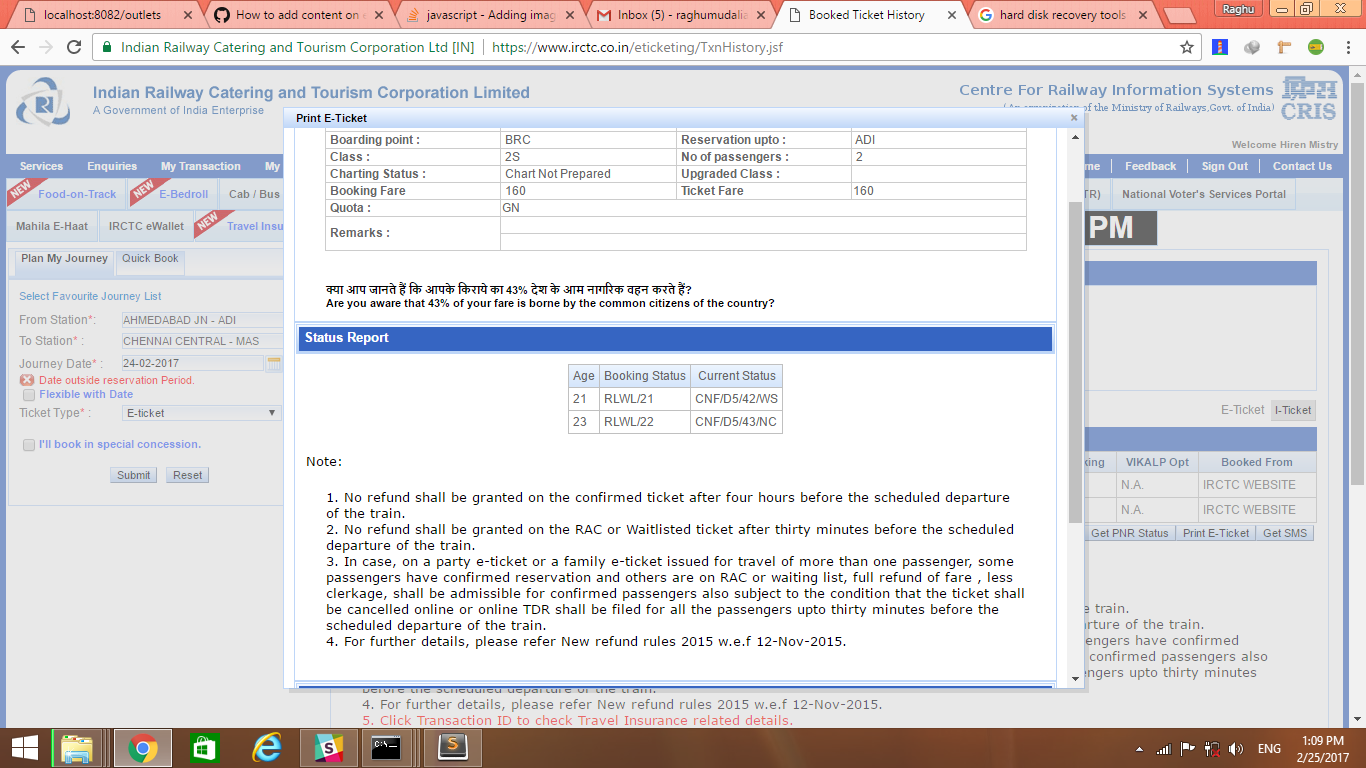 localhost:8082/outlets
How to add content on e
javascript - Adding imag
Inbox (5) - raghumudalia
Booked Ticket History
hard disk recovery tools
Raghu
Indian Railway Catering and Tourism Corporation Ltd [IN]
https://www.irctc.co.in/eticketing/TxnHistory.jsf
Indian Railway Catering and Tourism Corporation Limited
A Government of India Enterprise
Centre For Railway Information Systems
of the Ministry of Railways,Govt. of India)
CRIS
Welcome Hiren Mistry
Services Enquiries My Transaction My
Feedback Sign Out Contact Us
NEW Food-on-Track NEW E-Bedroll Cab / Bus
TR) National Voter's Services Portal
Mahila E-Haat IRCTC eWallet NEW Travel Insu
PM
Plan My Journey Quick Book
Select Favourite Journey List
From Station* : AHMEDABAD JN - ADI
To Station* : CHENNAI CENTRAL - MAS
Journey Date* : 24-02-2017
Date outside reservation Period.
Flexible with Date
Ticket Type* : E-ticket
I'll book in special concession.
Submit Reset
Print E-Ticket
Boarding point : BRC Reservation upto : ADI
Class : 2S No of passengers : 2
Charting Status : Chart Not Prepared Upgraded Class :
Booking Fare 160 Ticket Fare 160
Quota : GN
Remarks :
क्या आप जानते हैं कि आपके किराये का 43% देश के आम नागरिक वहन करते हैं?
Are you aware that 43% of your fare is borne by the common citizens of the country?
Status Report
Age Booking Status Current Status
21 RLWL/21 CNF/D5/42/WS
23 RLWL/22 CNF/D5/43/NC
Note:
1. No refund shall be granted on the confirmed ticket after four hours before the scheduled departure
of the train.
2. No refund shall be granted on the RAC or Waitlisted ticket after thirty minutes before the scheduled
departure of the train.
3. In case, on a party e-ticket or a family e-ticket issued for travel of more than one passenger, some
passengers have confirmed reservation and others are on RAC or waiting list, full refund of fare , less
clerkage, shall be admissible for confirmed passengers also subject to the condition that the ticket shall
be cancelled online or online TDR shall be filed for all the passengers upto thirty minutes before the
scheduled departure of the train.
4. For further details, please refer New refund rules 2015 w.e.f 12-Nov-2015.
E-Ticket I-Ticket
king VIKALP Opt Booked From
N.A. IRCTC WEBSITE
N.A. IRCTC WEBSITE
Get PNR Status Print E-Ticket Get SMS
e train.
rture of the train.
engers have confirmed
confirmed passengers also
engers upto thirty minutes
before the scheduled departure of the train.
4. For further details, please refer New refund rules 2015 w.e.f 12-Nov-2015.
5. Click Transaction ID to check Travel Insurance related details.
ENG
1:09 PM
2/25/2017